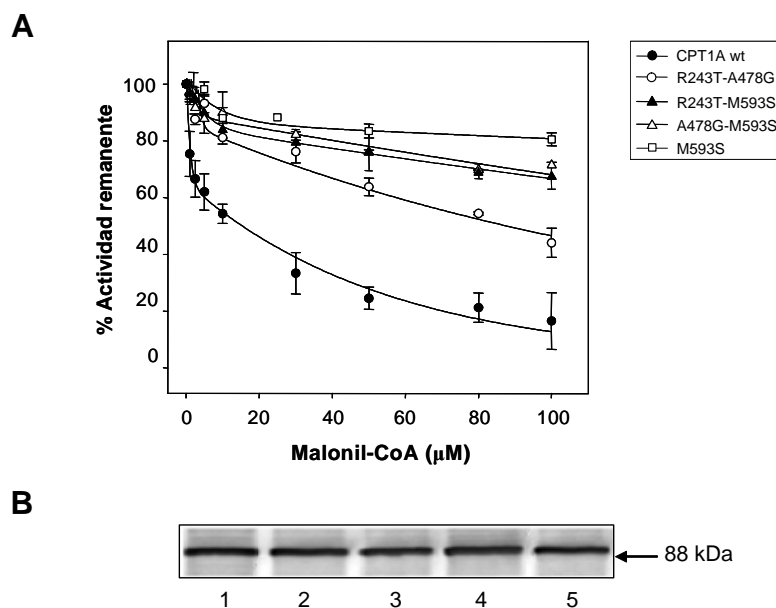 A
CPT1A wt
R243T-A478G
R243T-M593S
A478G-M593S
M593S
% Actividad remanente
100
80
60
40
20
0
0 20 40 60 80 100
Malonil-CoA (μM)
B
88 kDa
1 2 3 4 5